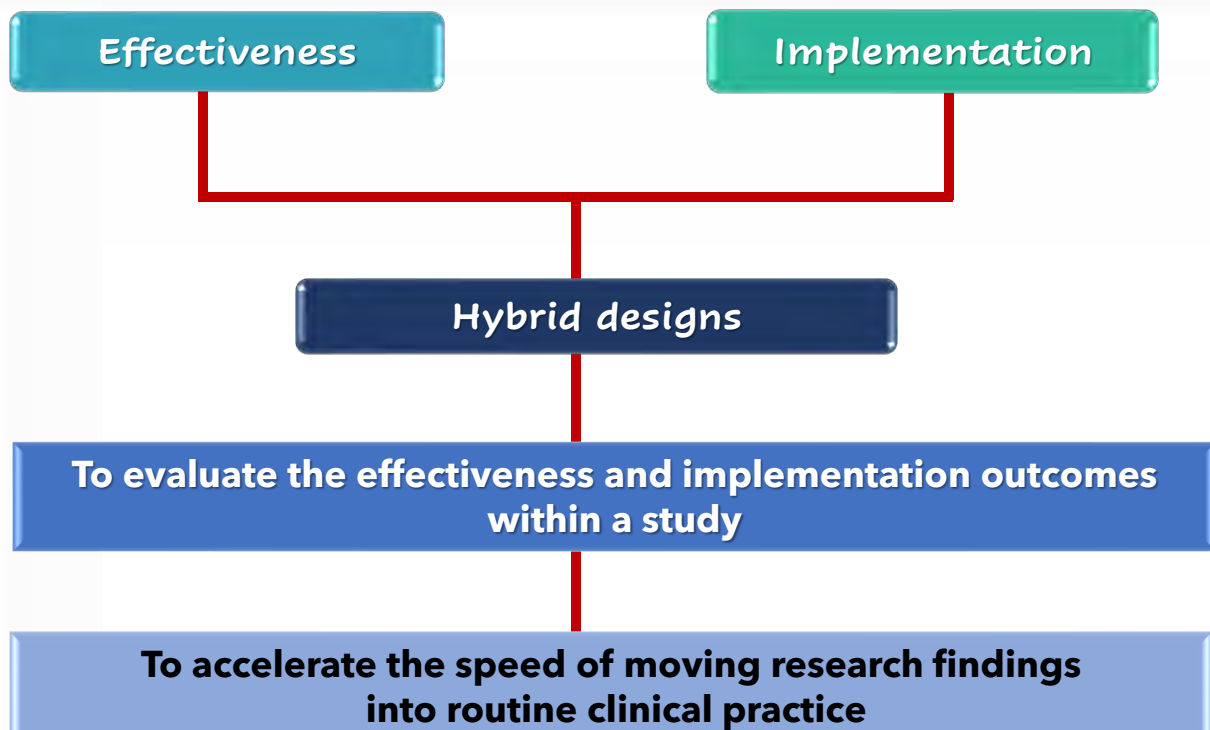 Effectiveness
Implementation
Hybrid designs
To evaluate the effectiveness and implementation outcomes
within a study
To accelerate the speed of moving research findings
into routine clinical practice